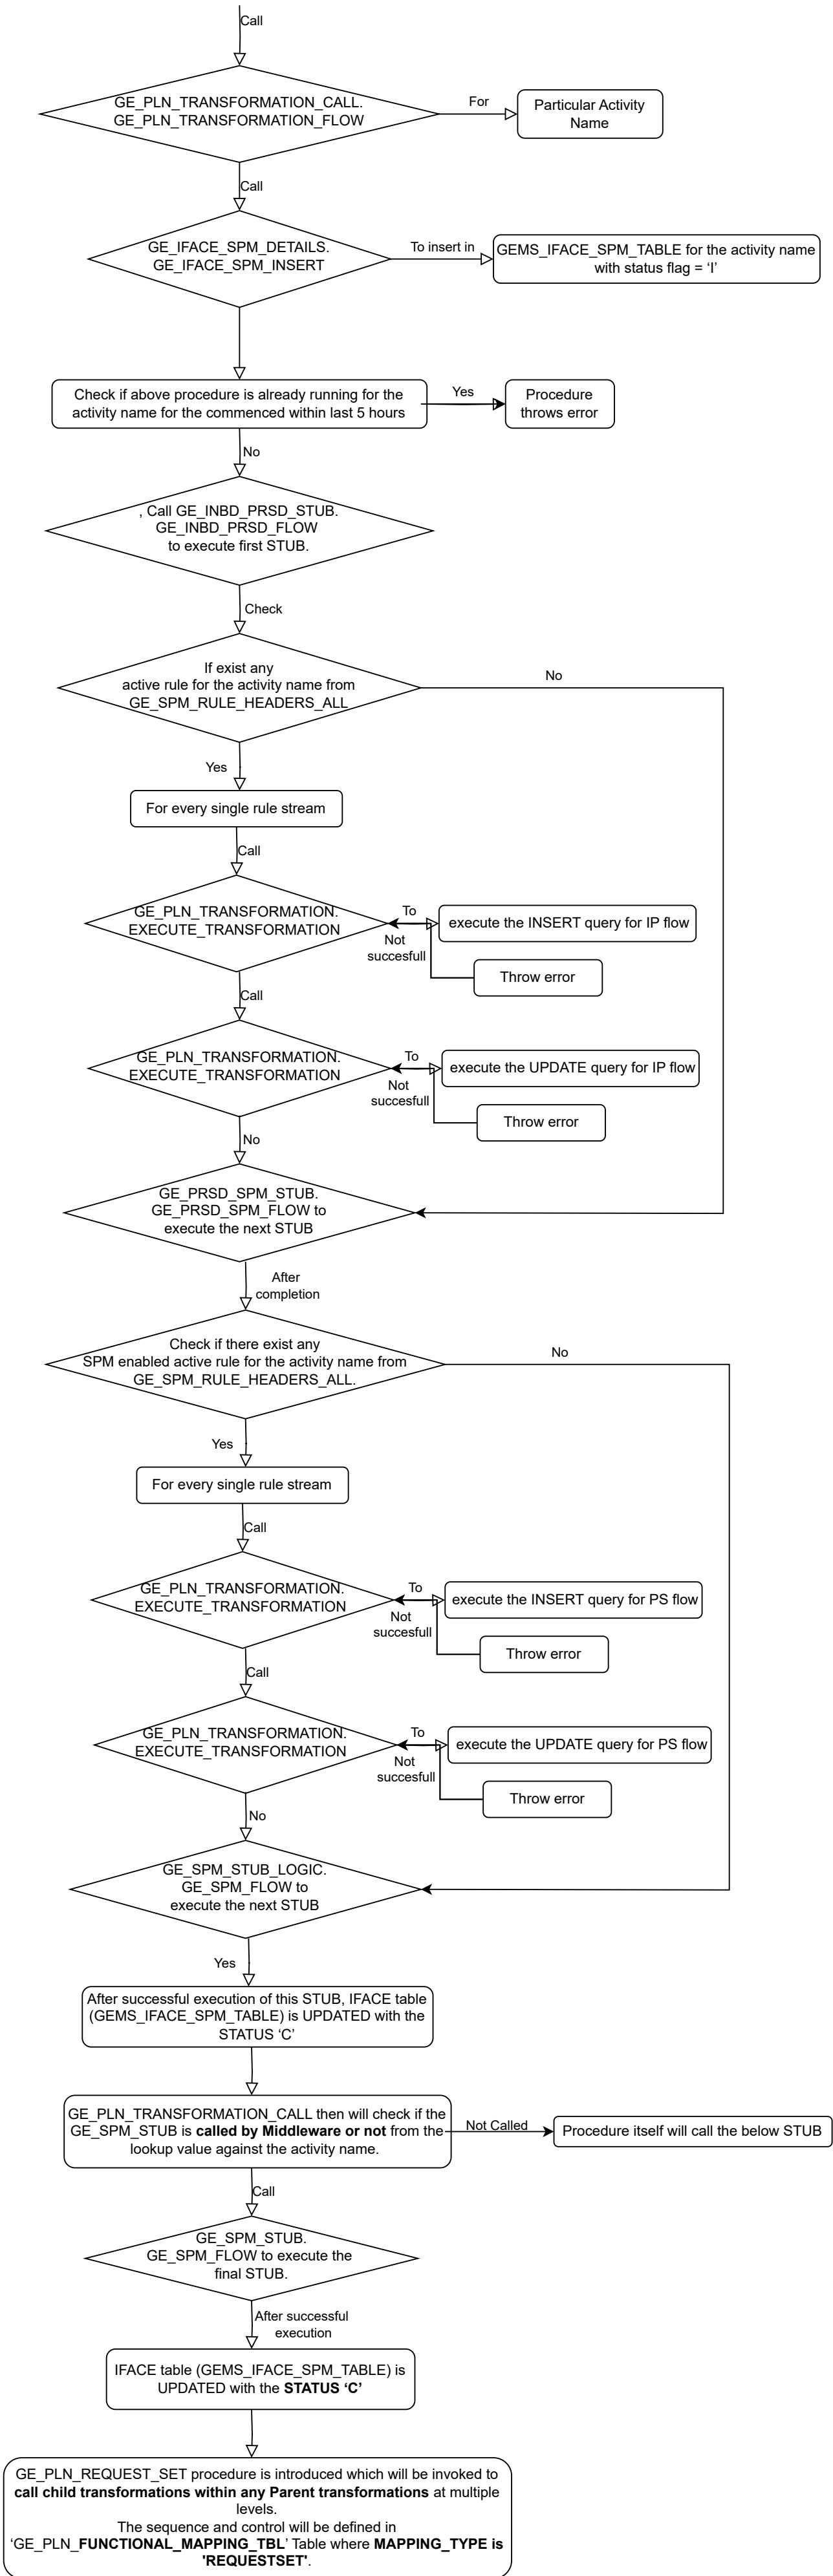 Call
GE_PLN_TRANSFORMATION_CALL.
GE_PLN_TRANSFORMATION_FLOW
For
Particular Activity
Name
Call
GE_IFACE_SPM_DETAILS.
GE_IFACE_SPM_INSERT
To insert in
GEMS_IFACE_SPM_TABLE for the activity name
with status flag = ‘I’
Check if above procedure is already running for the
activity name for the commenced within last 5 hours
Yes
Procedure
throws error
No
, Call GE_INBD_PRSD_STUB.
GE_INBD_PRSD_FLOW
to execute first STUB.
Check
If exist any
active rule for the activity name from
GE_SPM_RULE_HEADERS_ALL
No
Yes
For every single rule stream
Call
GE_PLN_TRANSFORMATION.
EXECUTE_TRANSFORMATION
To
Not
succesfull
execute the INSERT query for IP flow
Throw error
Call
GE_PLN_TRANSFORMATION.
EXECUTE_TRANSFORMATION
To
Not
succesfull
execute the UPDATE query for IP flow
Throw error
No
GE_PRSD_SPM_STUB.
GE_PRSD_SPM_FLOW to
execute the next STUB
After
completion
Check if there exist any
SPM enabled active rule for the activity name from
GE_SPM_RULE_HEADERS_ALL.
No
Yes
For every single rule stream
Call
GE_PLN_TRANSFORMATION.
EXECUTE_TRANSFORMATION
To
Not
succesfull
execute the INSERT query for PS flow
Throw error
Call
GE_PLN_TRANSFORMATION.
EXECUTE_TRANSFORMATION
To
Not
succesfull
execute the UPDATE query for PS flow
Throw error
No
GE_SPM_STUB_LOGIC.
GE_SPM_FLOW to
execute the next STUB
Yes
After successful execution of this STUB, IFACE table
(GEMS_IFACE_SPM_TABLE) is UPDATED with the
STATUS ‘C’
GE_PLN_TRANSFORMATION_CALL then will check if the
GE_SPM_STUB is called by Middleware or not from the
lookup value against the activity name.
Not Called
Procedure itself will call the below STUB
Call
GE_SPM_STUB.
GE_SPM_FLOW to execute the
final STUB.
After successful
execution
IFACE table (GEMS_IFACE_SPM_TABLE) is
UPDATED with the STATUS ‘C’
GE_PLN_REQUEST_SET procedure is introduced which will be invoked to
call child transformations within any Parent transformations at multiple
levels.
The sequence and control will be defined in
‘GE_PLN_FUNCTIONAL_MAPPING_TBL’ Table where MAPPING_TYPE is
'REQUESTSET'.